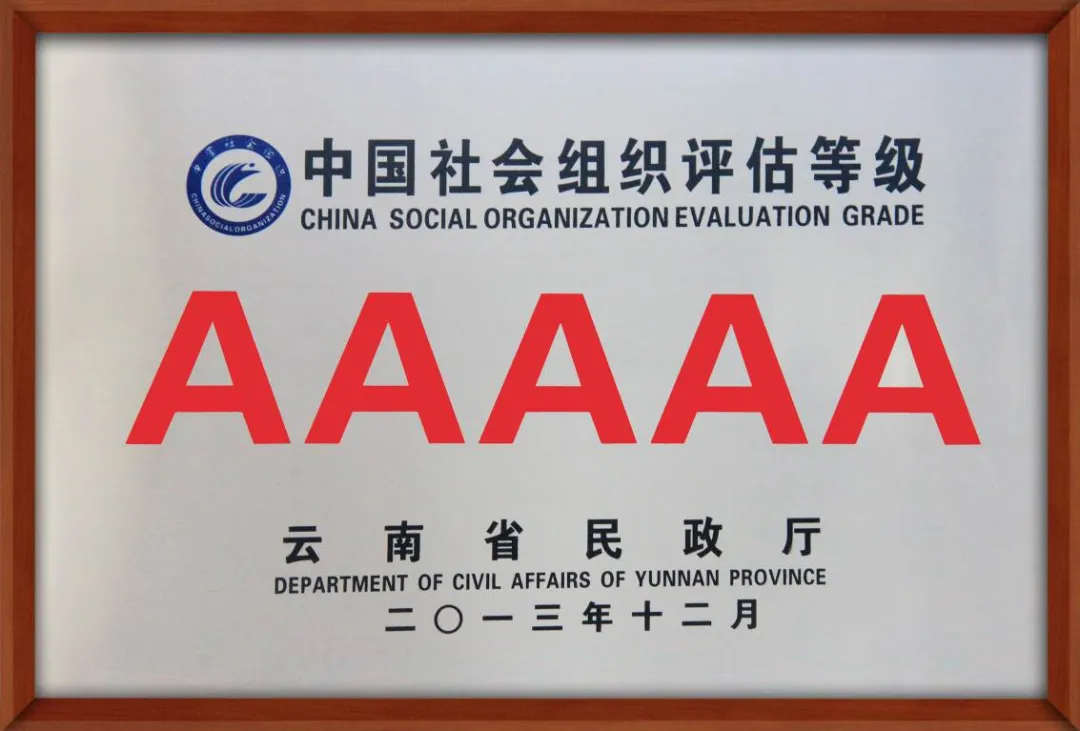 中国社会组织评估等级
CHINA SOCIAL ORGANIZATION EVALUATION GRADE
CHINASOCIALORGANIZATION
AAAAA
云南省民政厅
DEPARTMENT OF CIVIL AFFAIRS OF YUNNAN PROVINCE
二〇一三年十二月